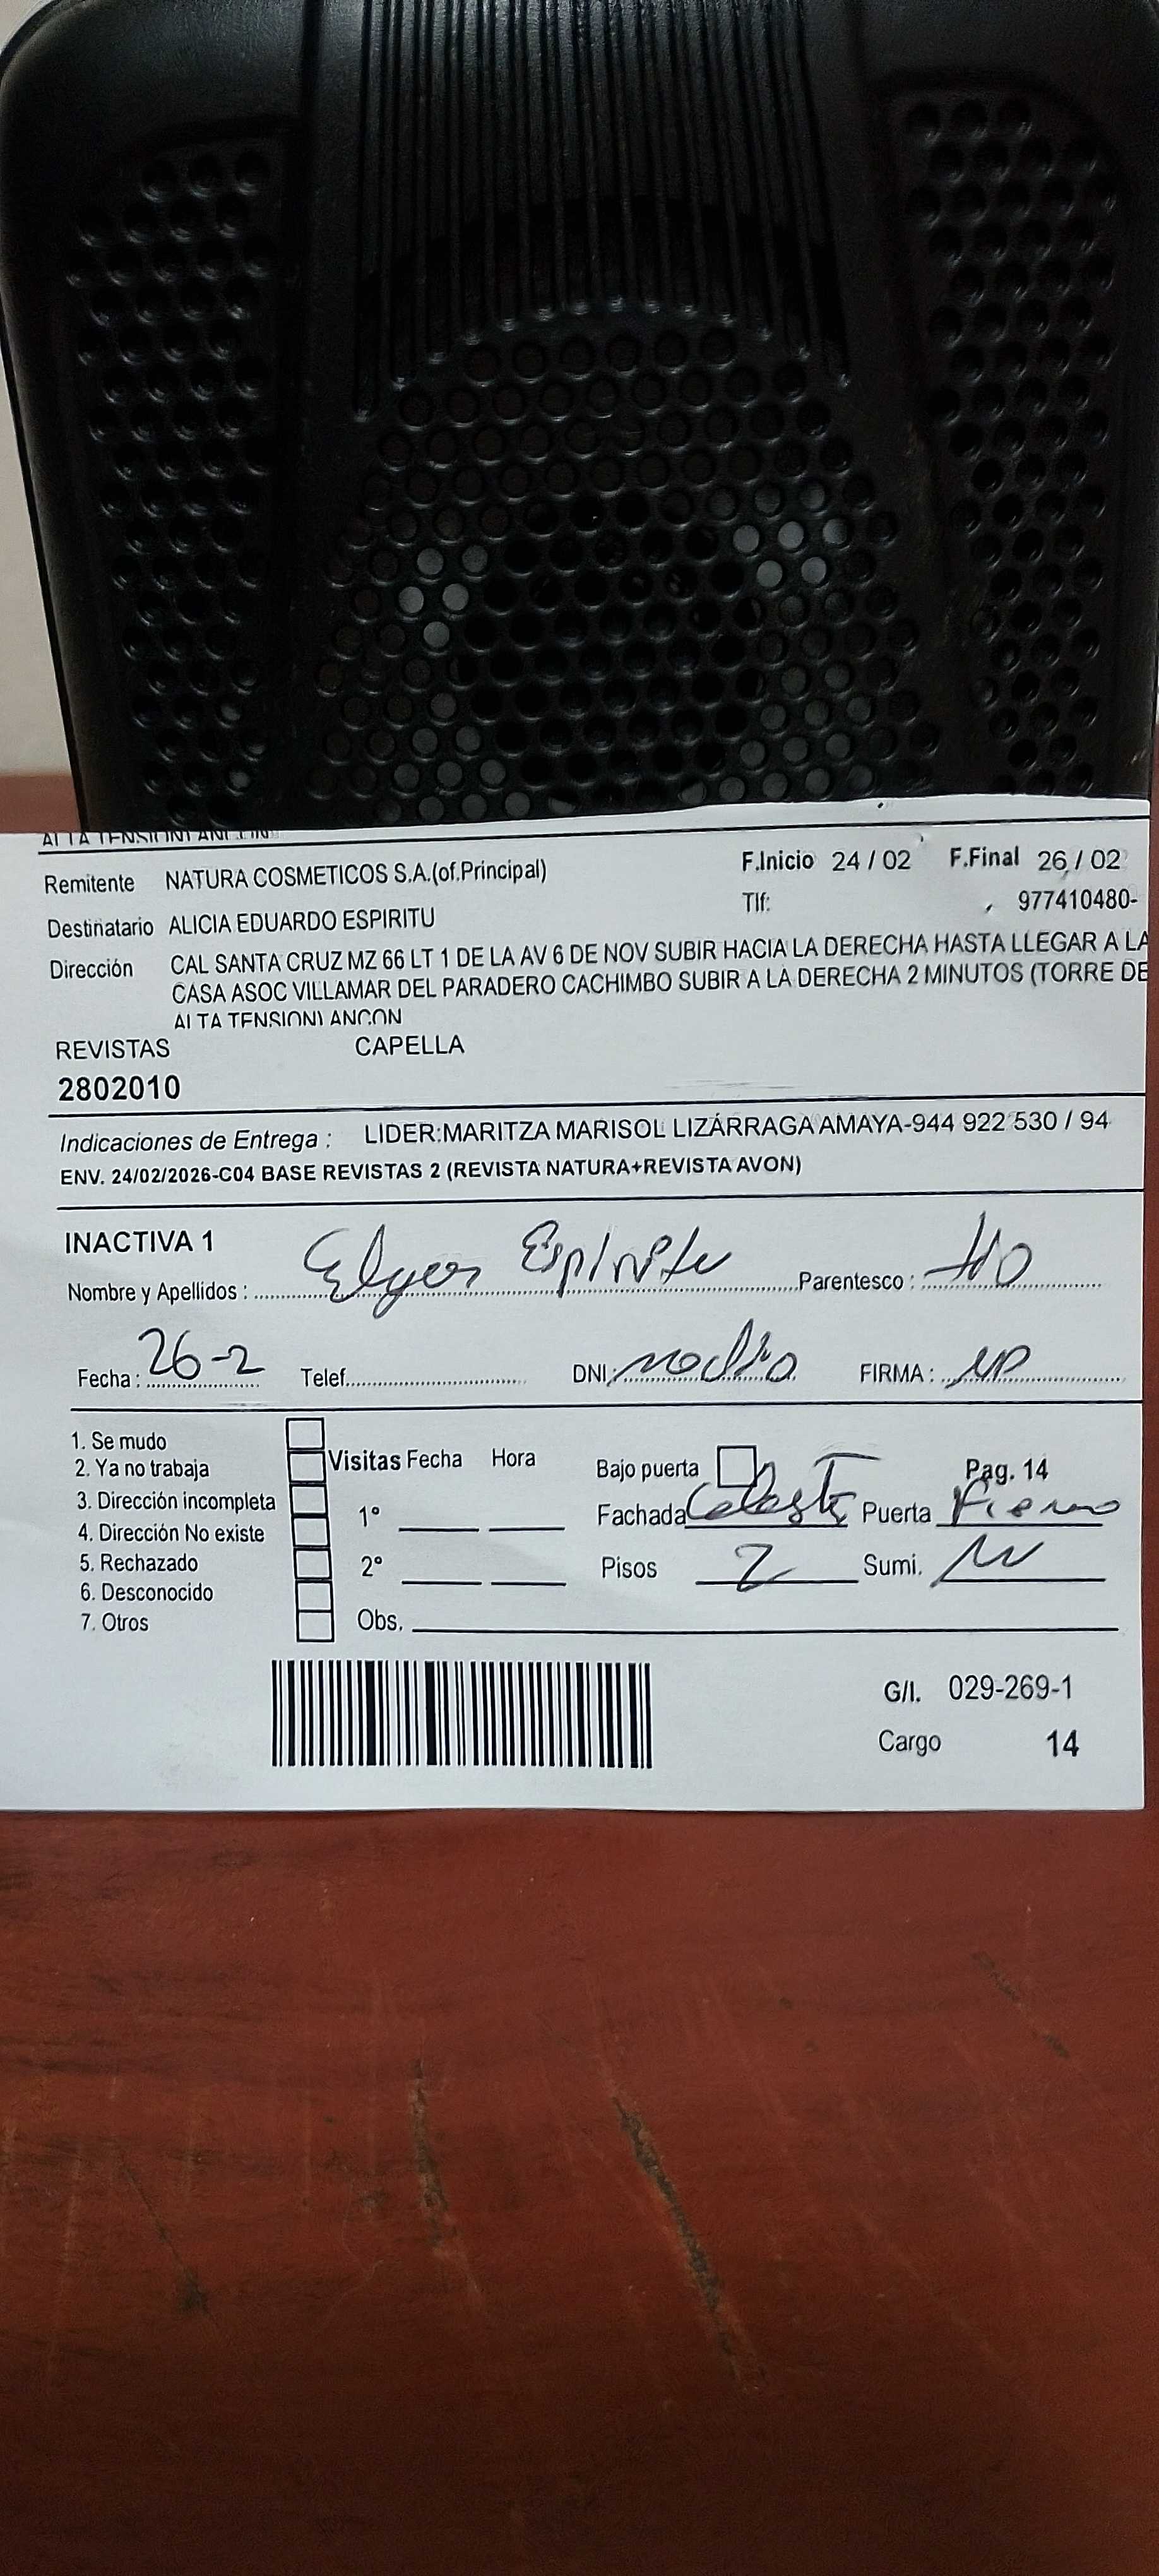 ALTA TENSION) ANCON
Remitente NATURA COSMETICOS S.A.(of.Principal) F.Inicio 24 / 02 F.Final 26 / 02
Destinatario ALICIA EDUARDO ESPIRITU Tlf: 977410480-
Dirección CAL SANTA CRUZ MZ 66 LT 1 DE LA AV 6 DE NOV SUBIR HACIA LA DERECHA HASTA LLEGAR A LA
CASA ASOC VILLAMAR DEL PARADERO CACHIMBO SUBIR A LA DERECHA 2 MINUTOS (TORRE DE
ALTA TENSION) ANCON
REVISTAS CAPELLA
2802010
Indicaciones de Entrega : LIDER:MARITZA MARISOL LIZÁRRAGA AMAYA-944 922 530 / 94
ENV. 24/02/2026-C04 BASE REVISTAS 2 (REVISTA NATURA+REVISTA AVON)
INACTIVA 1
Nombre y Apellidos : Espiritu Parentesco :
Fecha : 26-2 Telef. DNI: FIRMA :
1. Se mudo
2. Ya no trabaja Visitas Fecha Hora Bajo puerta Pag. 14
3. Dirección incompleta 1° Fachada Celeste Puerta Fierro
4. Dirección No existe
5. Rechazado 2° Pisos 2 Sumi.
6. Desconocido
7. Otros Obs.
G/I. 029-269-1
Cargo 14